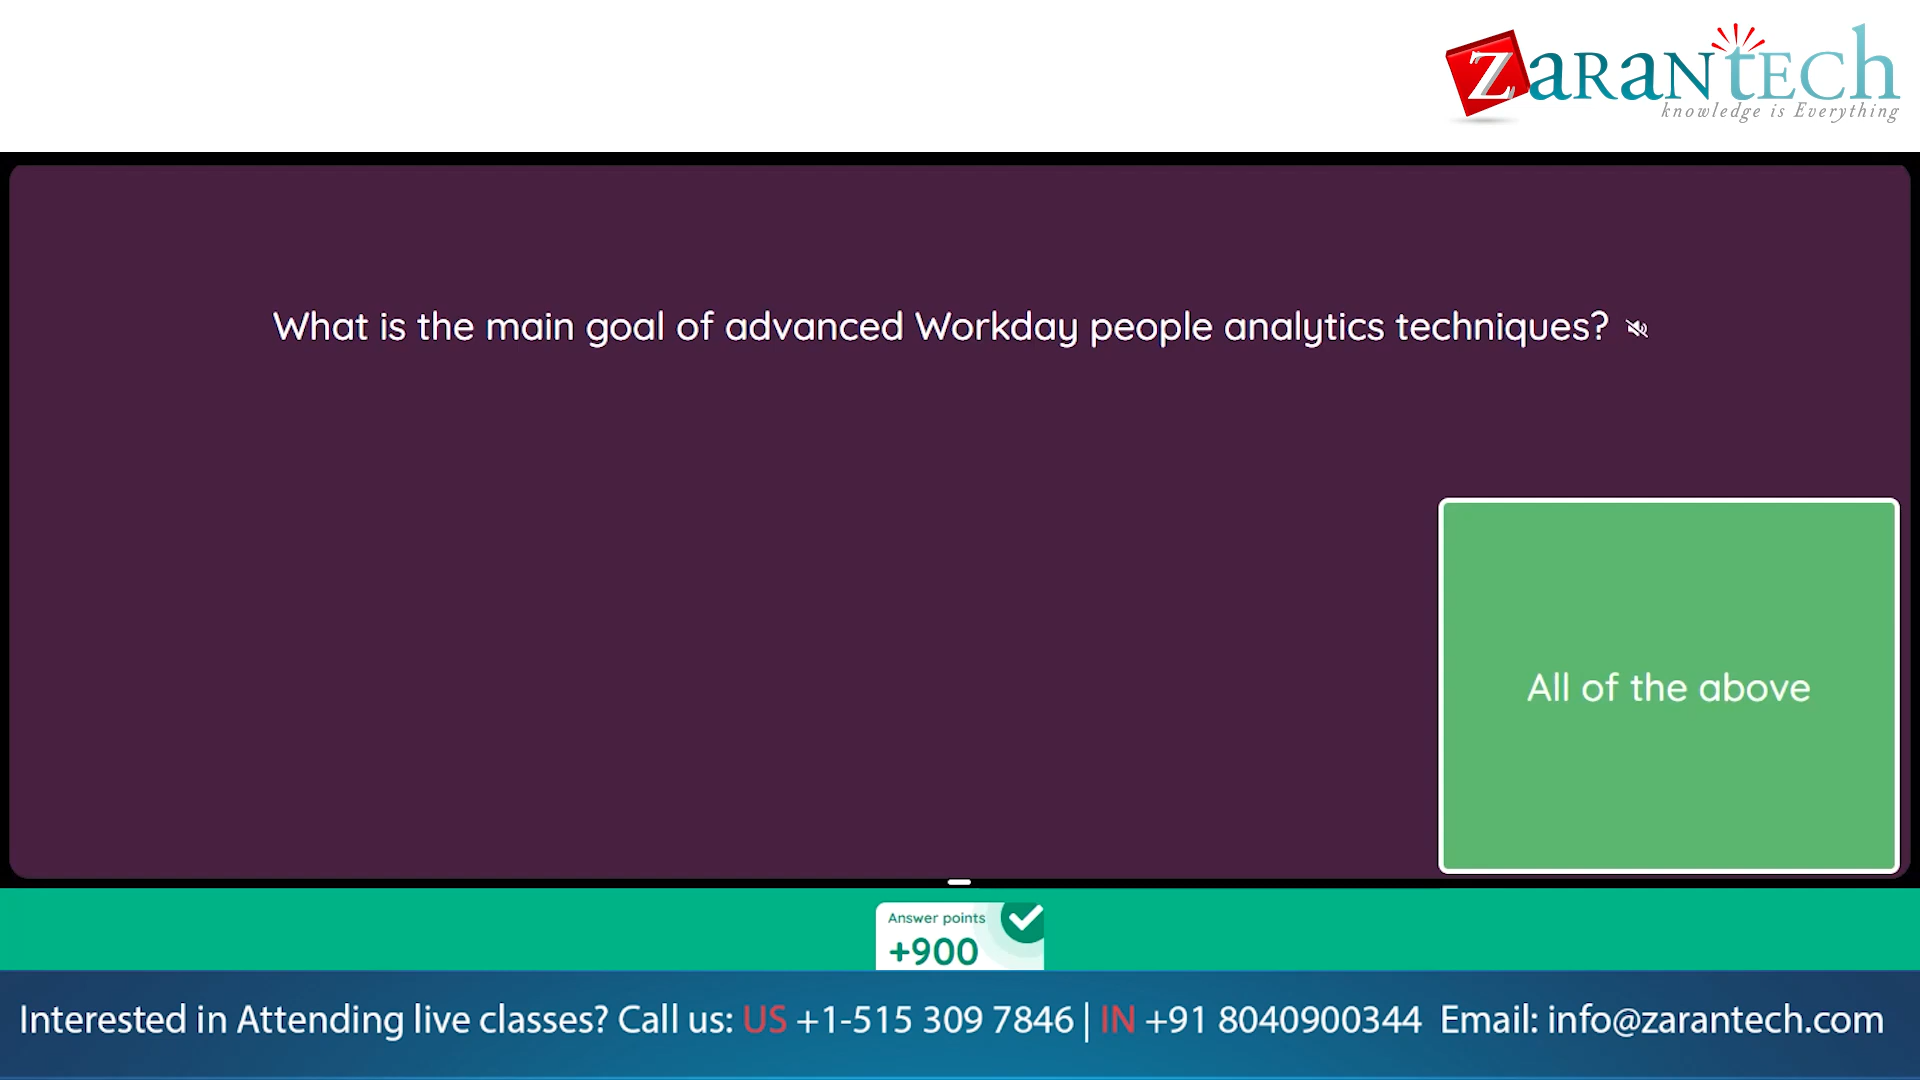 ZARANTECH
knowledge is Everything
What is the main goal of advanced Workday people analytics techniques?
All of the above
Answer points
+900
Interested in Attending live classes? Call us: US +1-515 309 7846 | IN +91 8040900344 Email: info@zarantech.com